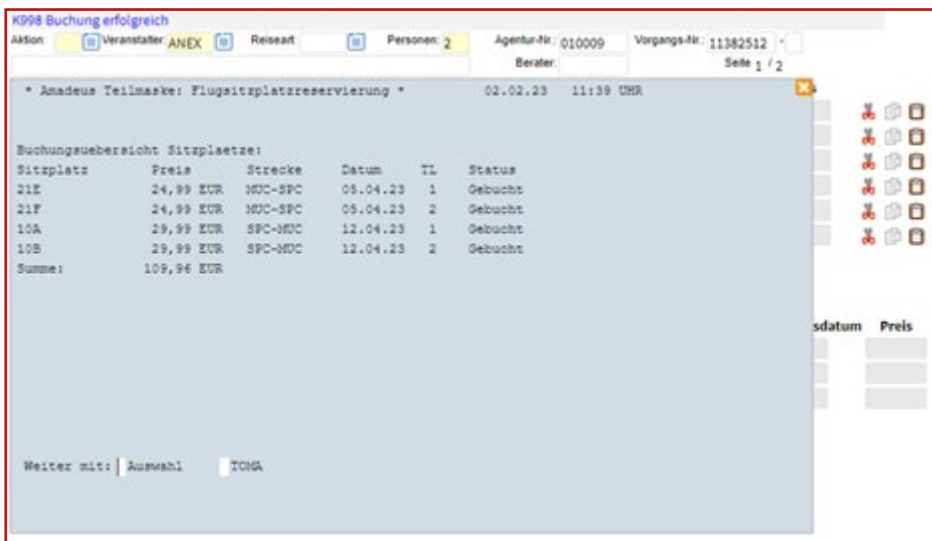 K998 Buchung erfolgreich
Aktion: Veranstalter: ANEX Reiseart: Personen: 2 Agentur-Nr.: 010009 Vorgangs-Nr.: 11382512 -
Berater: Seite 1 / 2
* Amadeus Teilmaske: Flugsitzplatzreservierung * 02.02.23 11:39 UHR
Buchungsuebersicht Sitzplaetze:
Sitzplatz Preis Strecke Datum TL Status
21E 24,99 EUR MUC-SPC 05.04.23 1 Gebucht
21F 24,99 EUR MUC-SPC 05.04.23 2 Gebucht
10A 29,99 EUR SPC-MUC 12.04.23 1 Gebucht
10B 29,99 EUR SPC-MUC 12.04.23 2 Gebucht
Summe: 109,96 EUR
sdatum Preis
Weiter mit: Auswahl TOMA